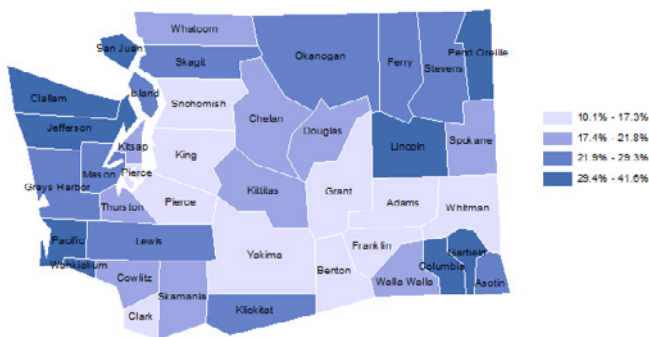 Whatcom
San Juan
Skagit
Okanogan
Ferry
Stevens
Pend Oreille
Clallam
Island
Snohomish
Jefferson
Chelan
Douglas
Kitsap
King
Lincoln
Spokane
Mason
Pierce
Grays Harbor
Kittitas
Grant
Thurston
Pierce
Adams
Whitman
Pacific
Lewis
Yakima
Franklin
Garfield
Wahkiakum
Cowlitz
Benton
Columbia
Walla Walla
Asotin
Skamania
Klickitat
Clark
10.1% - 17.3%
17.4% - 21.8%
21.9% - 29.3%
29.4% - 41.6%